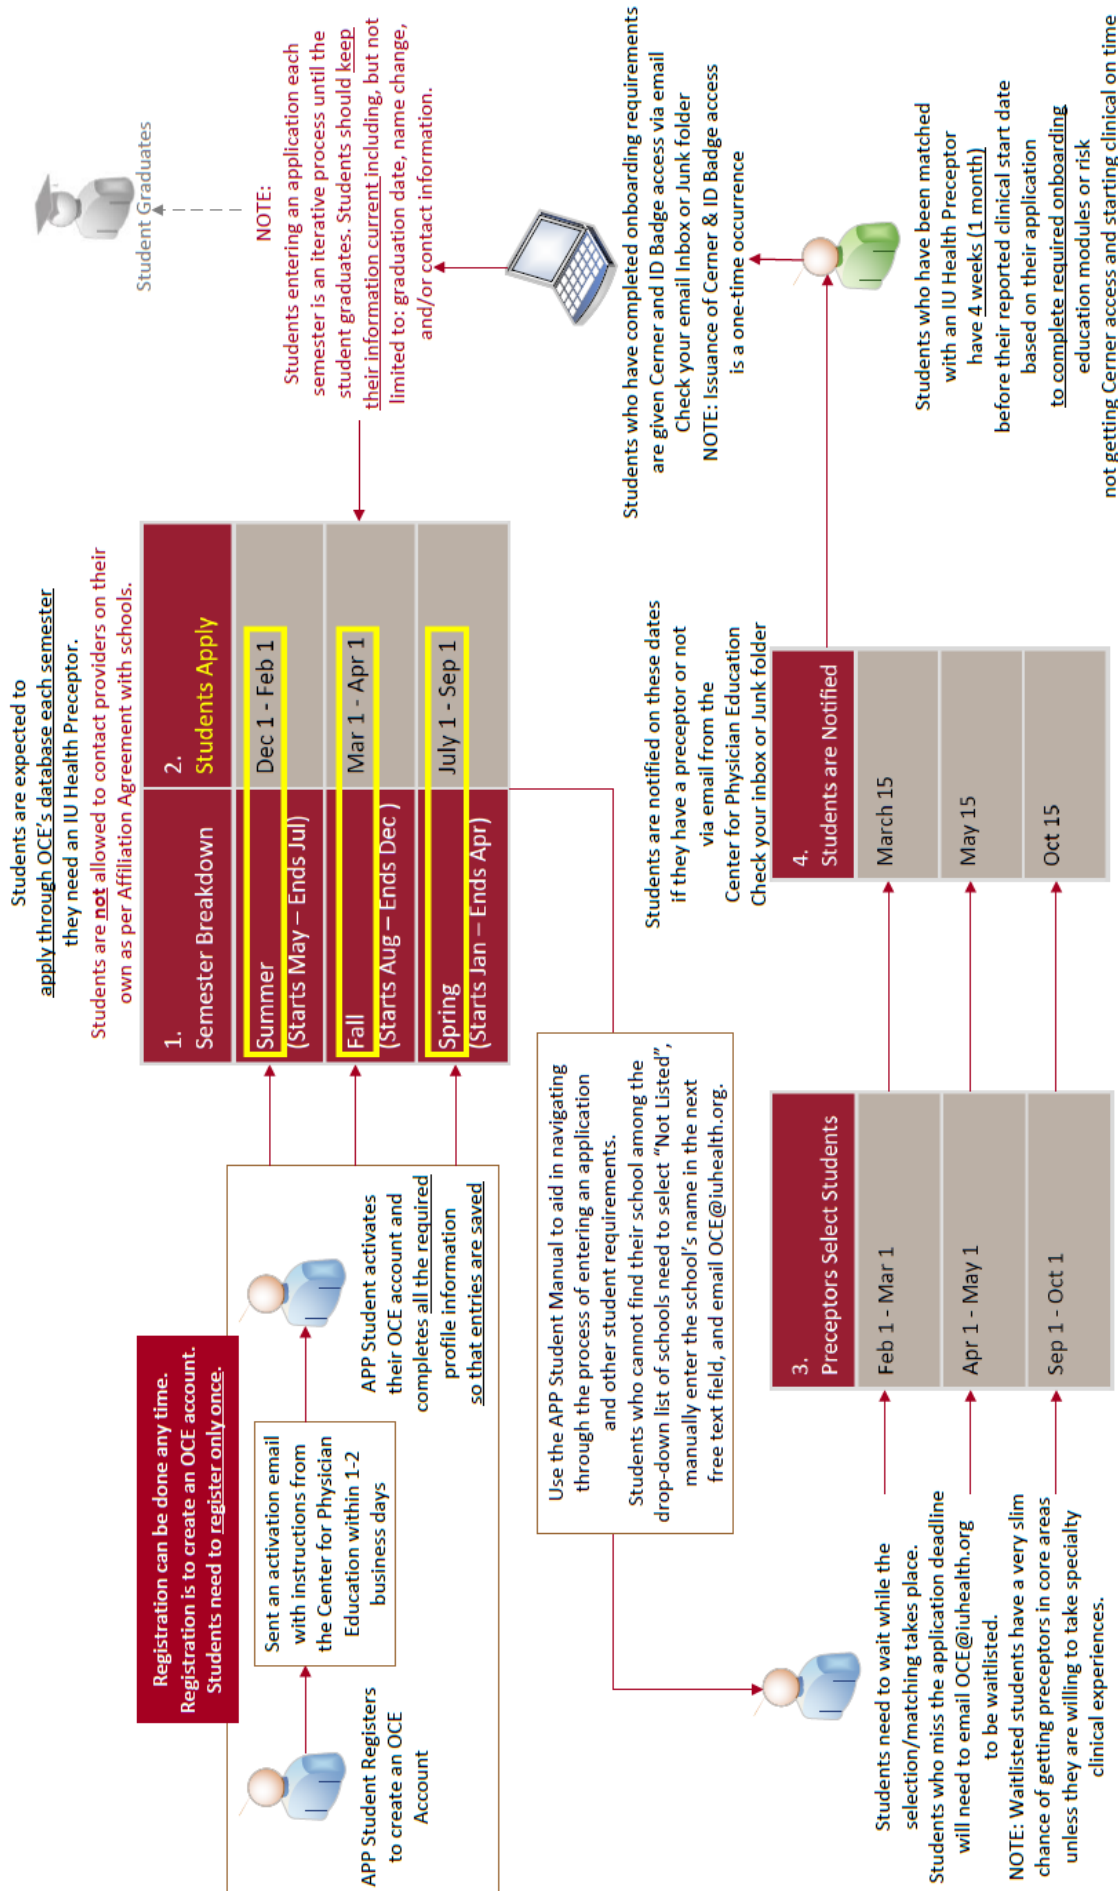 Registration can be done any time.
Registration is to create an OCE account.
Students need to register only once.
APP Student Registers
to create an OCE
Account
Sent an activation email
with instructions from
the Center for Physician
Education within 1-2
business days
APP Student activates
their OCE account and
completes all the required
profile information
so that entries are saved
Students are expected to
apply through OCE's database each semester
they need an IU Health Preceptor.
Students are not allowed to contact providers on their
own as per Affiliation Agreement with schools.
1.
Semester Breakdown
2.
Students Apply
Summer
(Starts May – Ends Jul)
Dec 1 - Feb 1
Fall
(Starts Aug – Ends Dec )
Mar 1 - Apr 1
Spring
(Starts Jan – Ends Apr)
July 1 - Sep 1
Student Graduates
NOTE:
Students entering an application each
semester is an iterative process until the
student graduates. Students should keep
their information current including, but not
limited to: graduation date, name change,
and/or contact information.
Use the APP Student Manual to aid in navigating
through the process of entering an application
and other student requirements.
Students who cannot find their school among the
drop-down list of schools need to select "Not Listed",
manually enter the school's name in the next
free text field, and email OCE@iuhealth.org.
Students who have completed onboarding requirements
are given Cerner and ID Badge access via email
Check your email Inbox or Junk folder
NOTE: Issuance of Cerner & ID Badge access
is a one-time occurrence
Students need to wait while the
selection/matching takes place.
Students who miss the application deadline
will need to email OCE@iuhealth.org
to be waitlisted.
NOTE: Waitlisted students have a very slim
chance of getting preceptors in core areas
unless they are willing to take specialty
clinical experiences.
3.
Preceptors Select Students
Feb 1 - Mar 1
Apr 1 - May 1
Sep 1 - Oct 1
Students are notified on these dates
if they have a preceptor or not
via email from the
Center for Physician Education
Check your inbox or Junk folder
4.
Students are Notified
March 15
May 15
Oct 15
Students who have been matched
with an IU Health Preceptor
have 4 weeks (1 month)
before their reported clinical start date
based on their application
to complete required onboarding
education modules or risk
not getting Cerner access and starting clinical on time